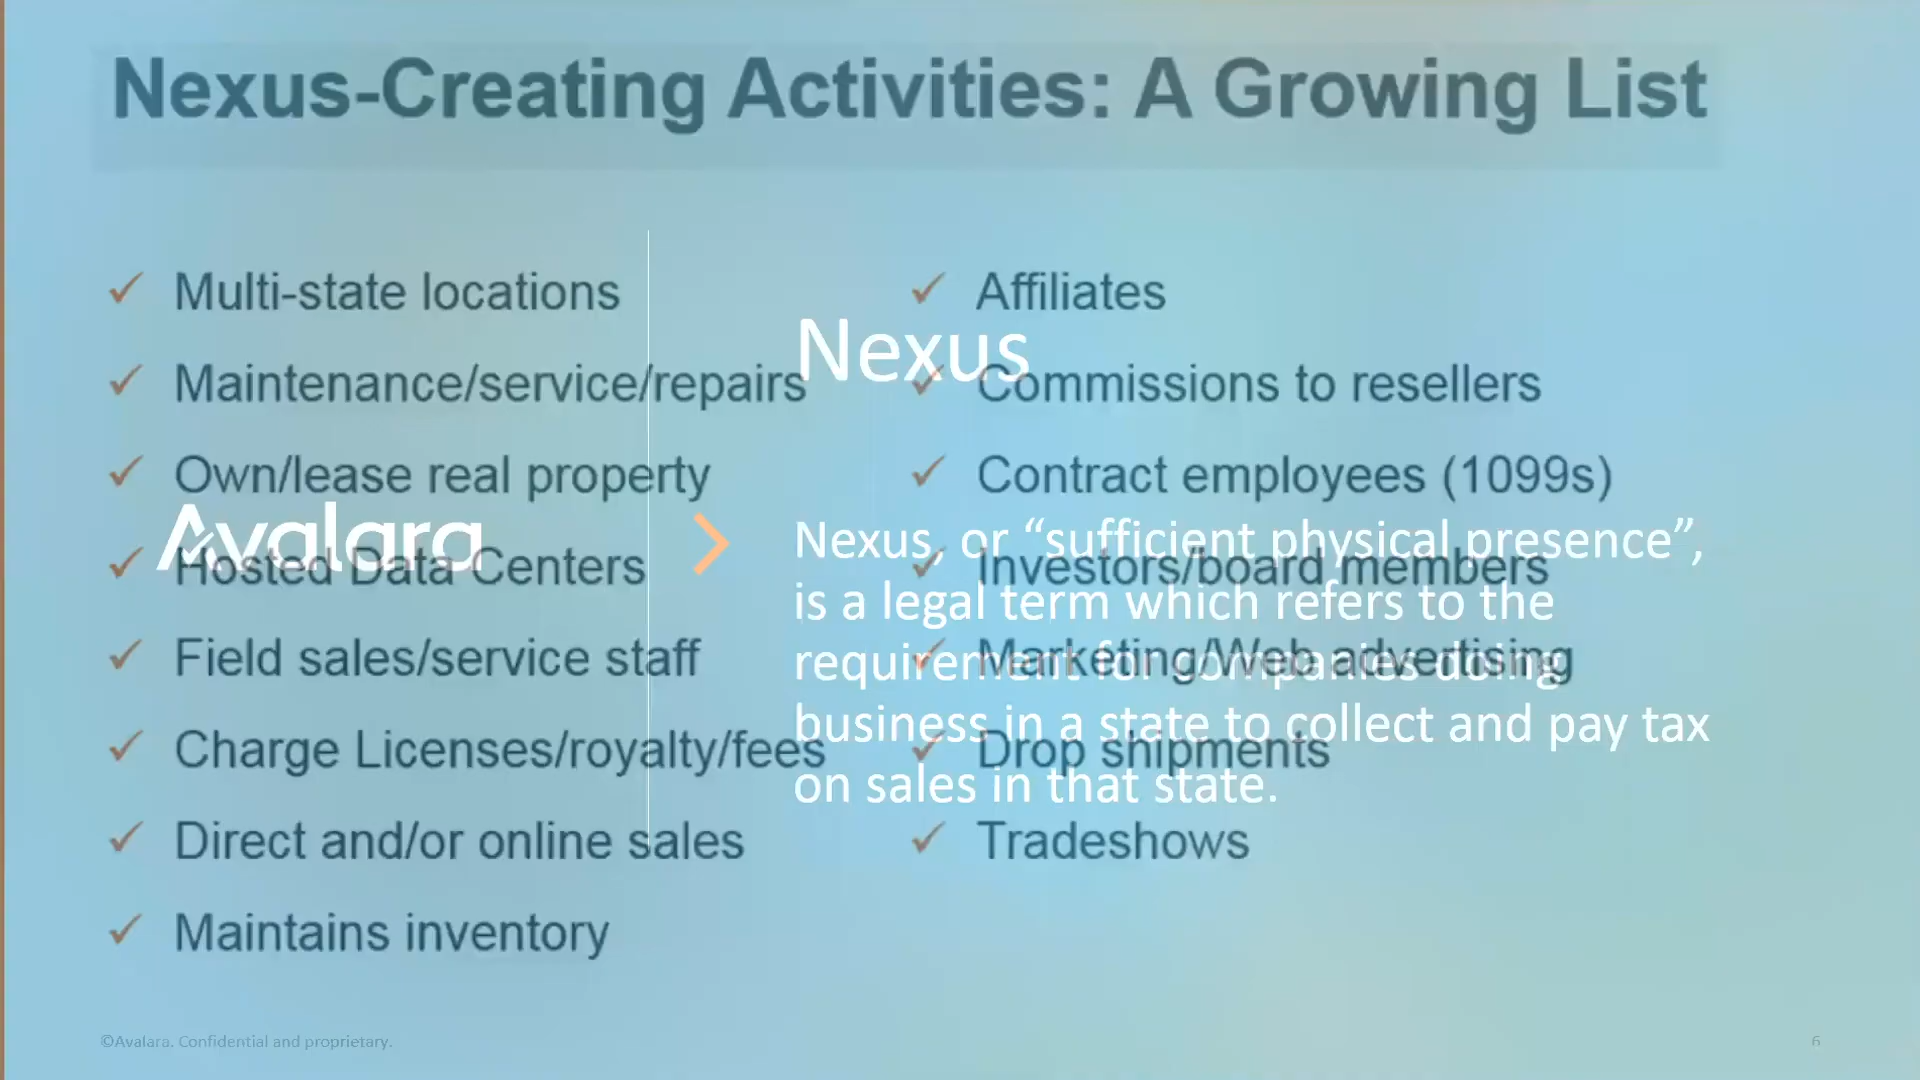 Nexus-Creating Activities: A Growing List
✓ Multi-state locations
✓ Maintenance/service/repairs
✓ Own/lease real property
✓ Hosted Data Centers
✓ Field sales/service staff
✓ Charge Licenses/royalty/fees
✓ Direct and/or online sales
✓ Maintains inventory
✓ Affiliates
✓ Commissions to resellers
✓ Contract employees (1099s)
✓ Investors/board members
✓ Marketing/Web advertising
✓ Drop shipments
✓ Tradeshows
Avalara
Nexus
Nexus, or “sufficient physical presence”,
is a legal term which refers to the
requirement for companies doing
business in a state to collect and pay tax
on sales in that state.
©Avalara. Confidential and proprietary.
6